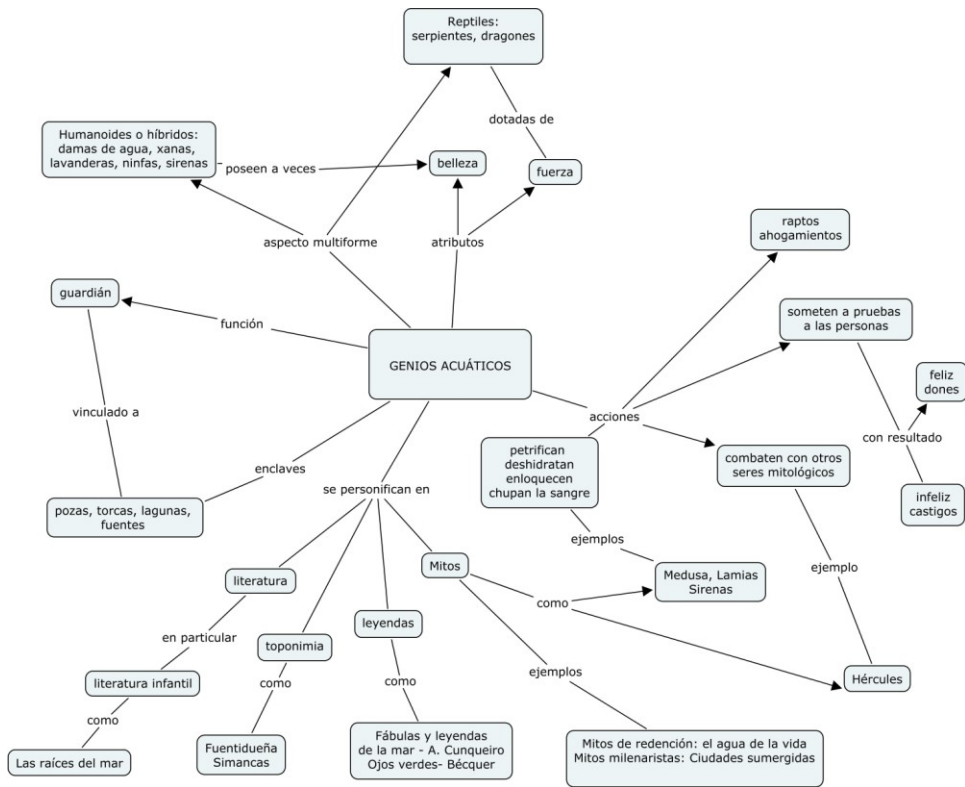 Reptiles:
serpientes, dragones
dotadas de
Humanoides o híbridos:
damas de agua, xanas,
lavanderas, ninfas, sirenas
poseen a veces
belleza
fuerza
aspecto multiforme
atributos
raptos
ahogamientos
guardián
función
someten a pruebas
a las personas
GENIOS ACUÁTICOS
feliz
dones
vinculado a
acciones
con resultado
petrifican
deshidratan
enloquecen
chupan la sangre
combaten con otros
seres mitológicos
enclaves
se personifican en
infeliz
castigos
pozas, torcas, lagunas,
fuentes
ejemplos
ejemplo
literatura
Mitos
Medusa, Lamias
Sirenas
como
leyendas
en particular
toponimia
literatura infantil
como
como
ejemplos
Hércules
como
Las raíces del mar
Fuentidueña
Simancas
Fábulas y leyendas
de la mar - A. Cunqueiro
Ojos verdes- Bécquer
Mitos de redención: el agua de la vida
Mitos milenaristas: Ciudades sumergidas